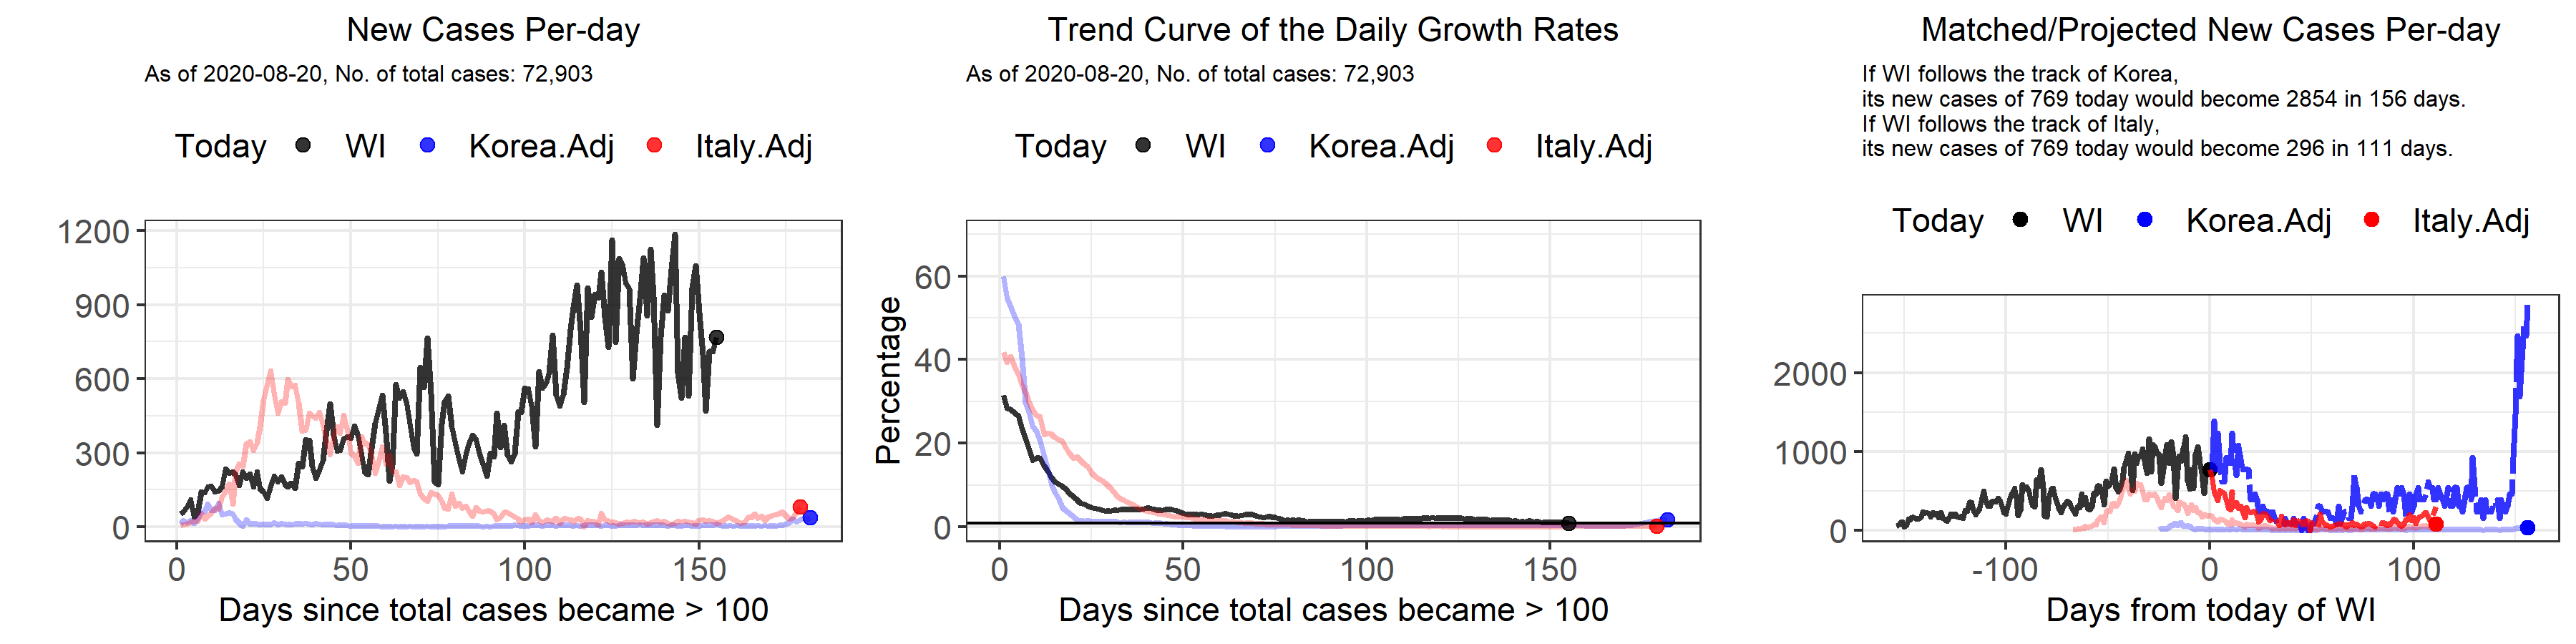 New Cases Per-day
As of 2020-08-20, No. of total cases: 72,903
Today WI Korea.Adj Italy.Adj
1200
900
600
300
0
0 50 100 150
Days since total cases became > 100
Trend Curve of the Daily Growth Rates
As of 2020-08-20, No. of total cases: 72,903
Today WI Korea.Adj Italy.Adj
Percentage
60
40
20
0
0 50 100 150
Days since total cases became > 100
Matched/Projected New Cases Per-day
If WI follows the track of Korea,
its new cases of 769 today would become 2854 in 156 days.
If WI follows the track of Italy,
its new cases of 769 today would become 296 in 111 days.
Today WI Korea.Adj Italy.Adj
2000
1000
0
-100 0 100
Days from today of WI